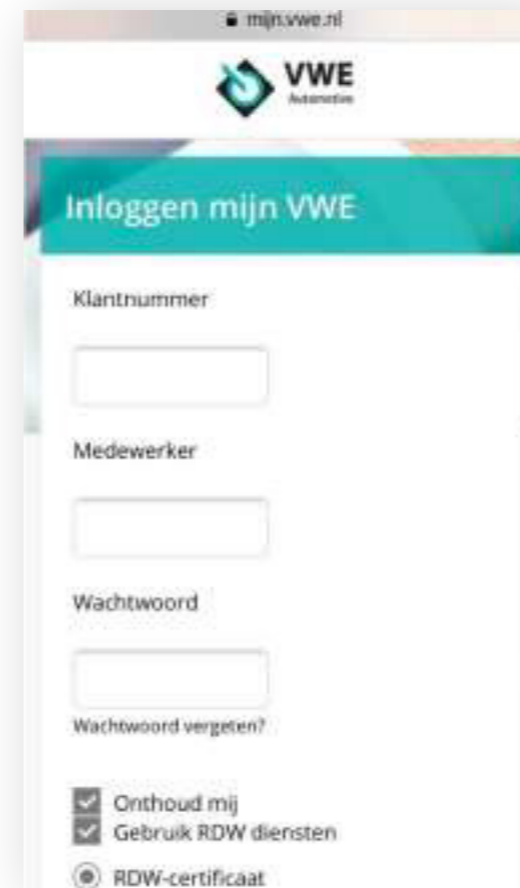 mijn.vwe.nl
VWE
Automotive
Inloggen mijn VWE
Klantnummer
Medewerker
Wachtwoord
Wachtwoord vergeten?
Onthoud mij
Gebruik RDW diensten
RDW-certificaat